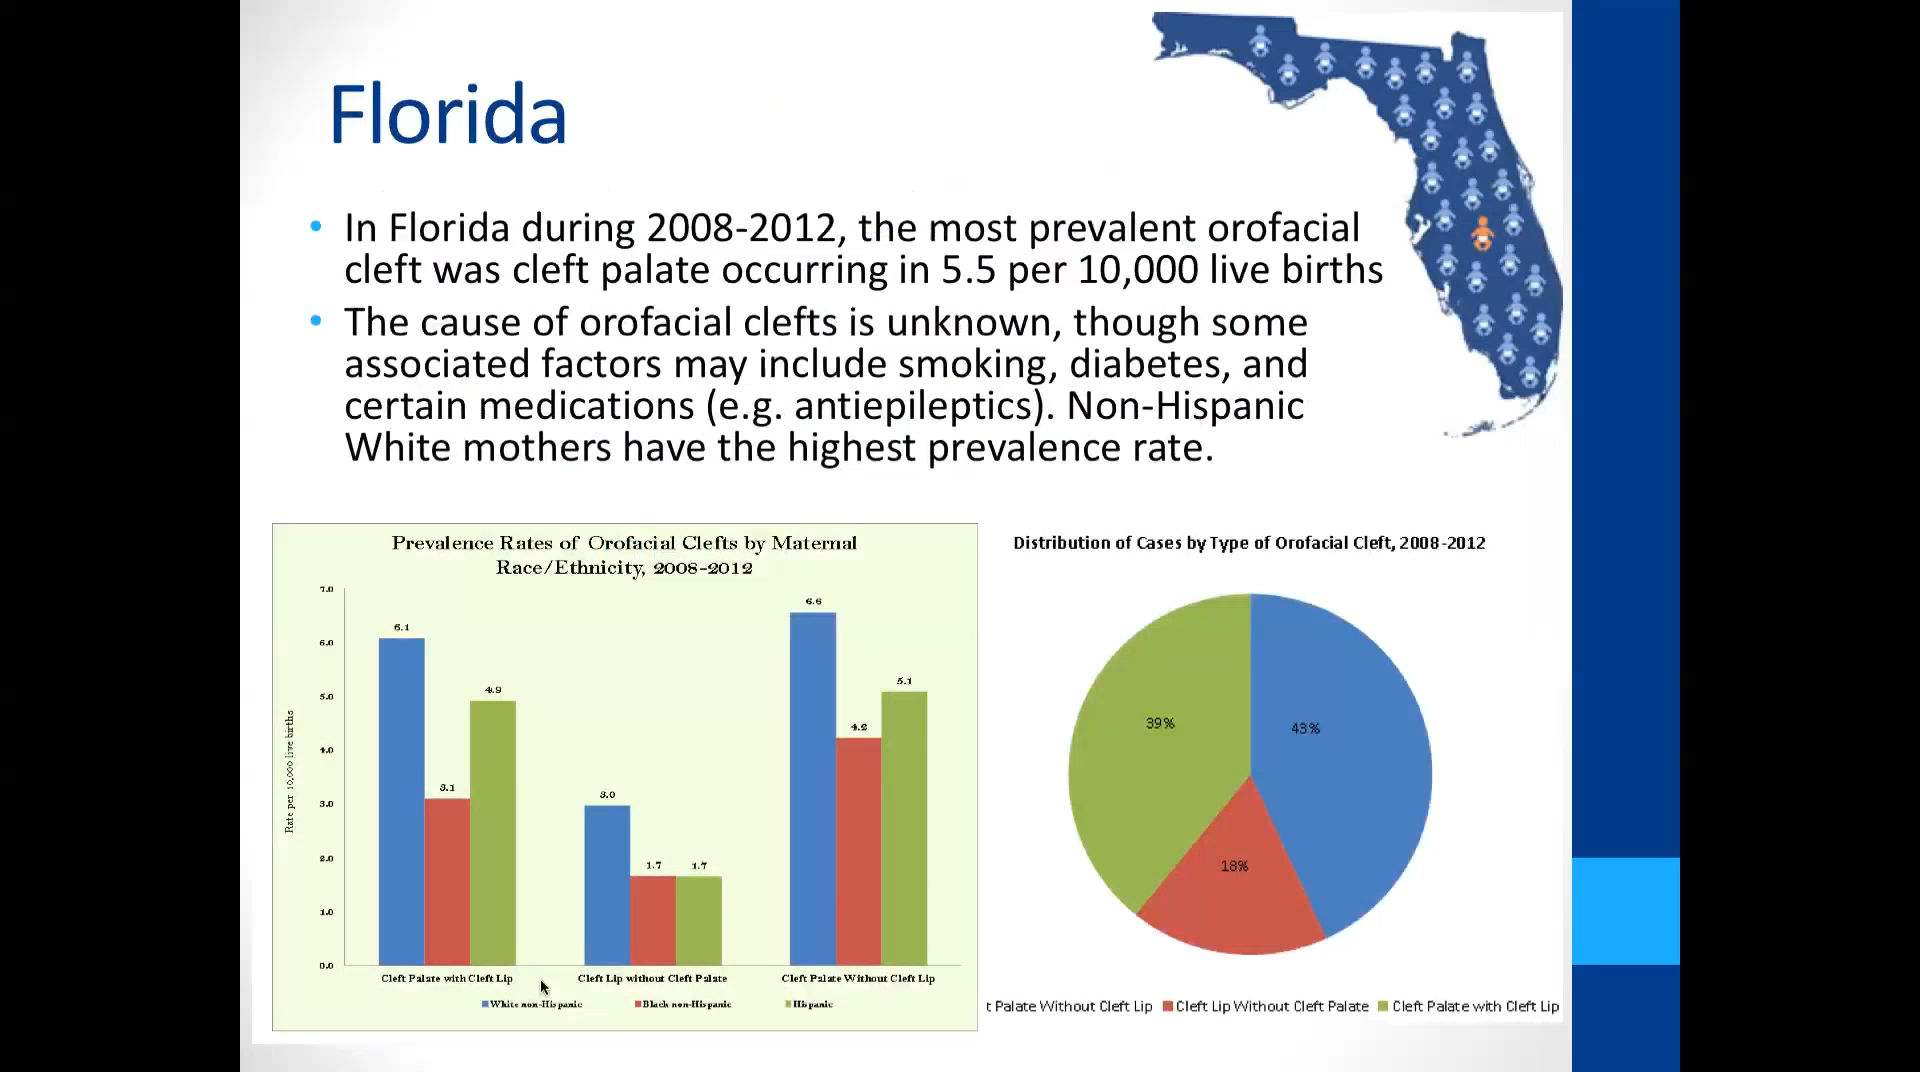 Florida
• In Florida during 2008-2012, the most prevalent orofacial
cleft was cleft palate occurring in 5.5 per 10,000 live births
• The cause of orofacial clefts is unknown, though some
associated factors may include smoking, diabetes, and
certain medications (e.g. antiepileptics). Non-Hispanic
White mothers have the highest prevalence rate.
Prevalence Rates of Orofacial Clefts by Maternal
Race/Ethnicity, 2008-2012
Rate per 10,000 live births
7.0
6.0
5.0
4.0
3.0
2.0
1.0
0.0
6.1
3.1
4.9
3.0
1.7
1.7
6.6
4.2
5.1
Cleft Palate with Cleft Lip
Cleft Lip without Cleft Palate
Cleft Palate Without Cleft Lip
White non-Hispanic
Black non-Hispanic
Hispanic
Distribution of Cases by Type of Orofacial Cleft, 2008-2012
39%
43%
18%
t Palate Without Cleft Lip
Cleft Lip Without Cleft Palate
Cleft Palate with Cleft Lip